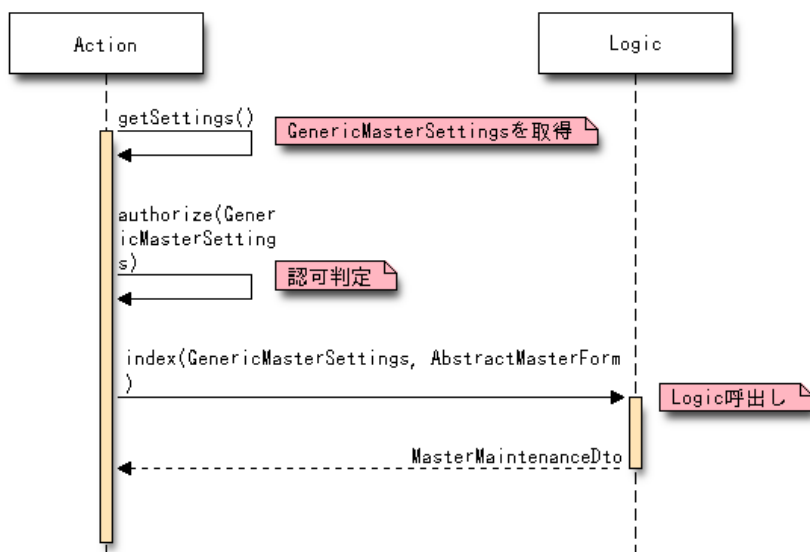 Action
Logic
getSettings()
GenericMasterSettingsを取得
authorize(Gener
icMasterSetting
s)
認可判定
index(GenericMasterSettings, AbstractMasterForm
)
Logic呼出し
MasterMaintenanceDto